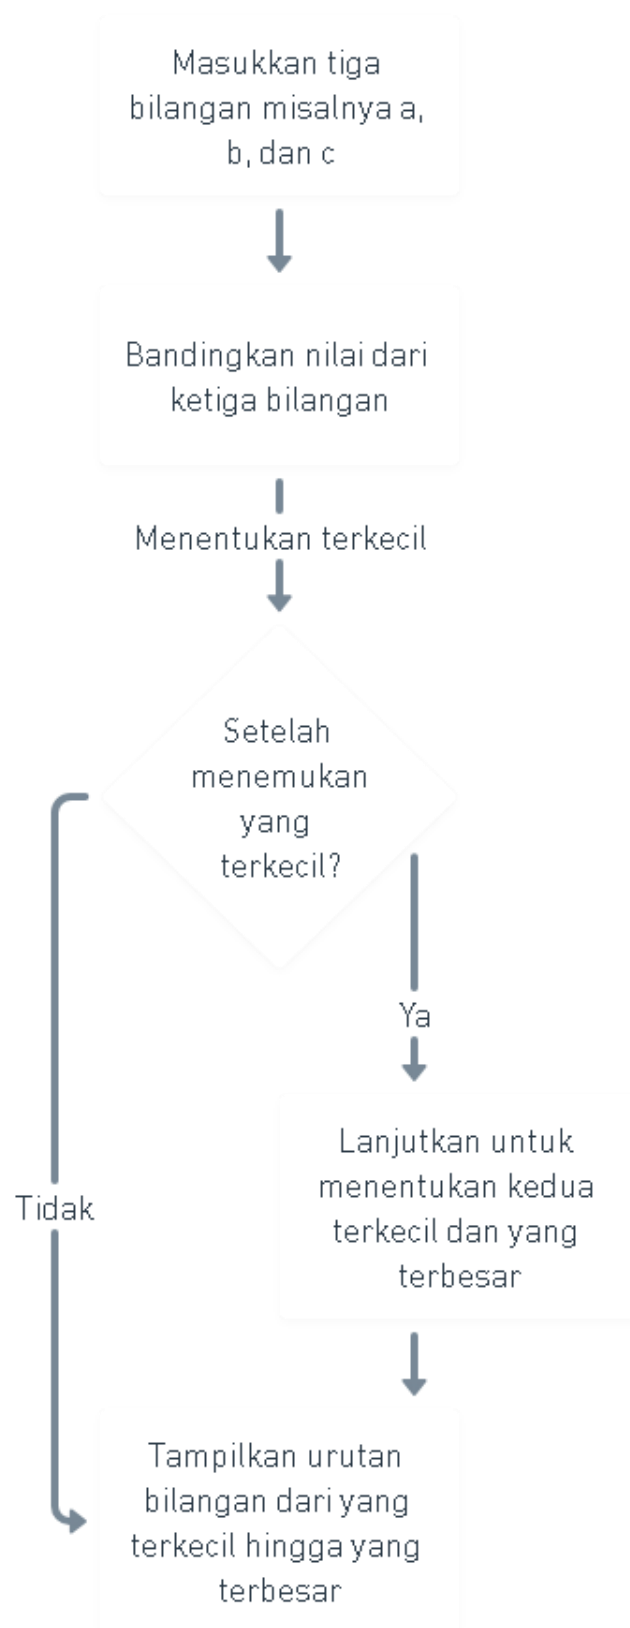 Masukkan tiga
bilangan misalnya a,
b, dan c
Bandingkan nilai dari
ketiga bilangan
Menentukan terkecil
Setelah
menemukan
yang
terkecil?
Ya
Lanjutkan untuk
menentukan kedua
terkecil dan yang
terbesar
Tidak
Tampilkan urutan
bilangan dari yang
terkecil hingga yang
terbesar